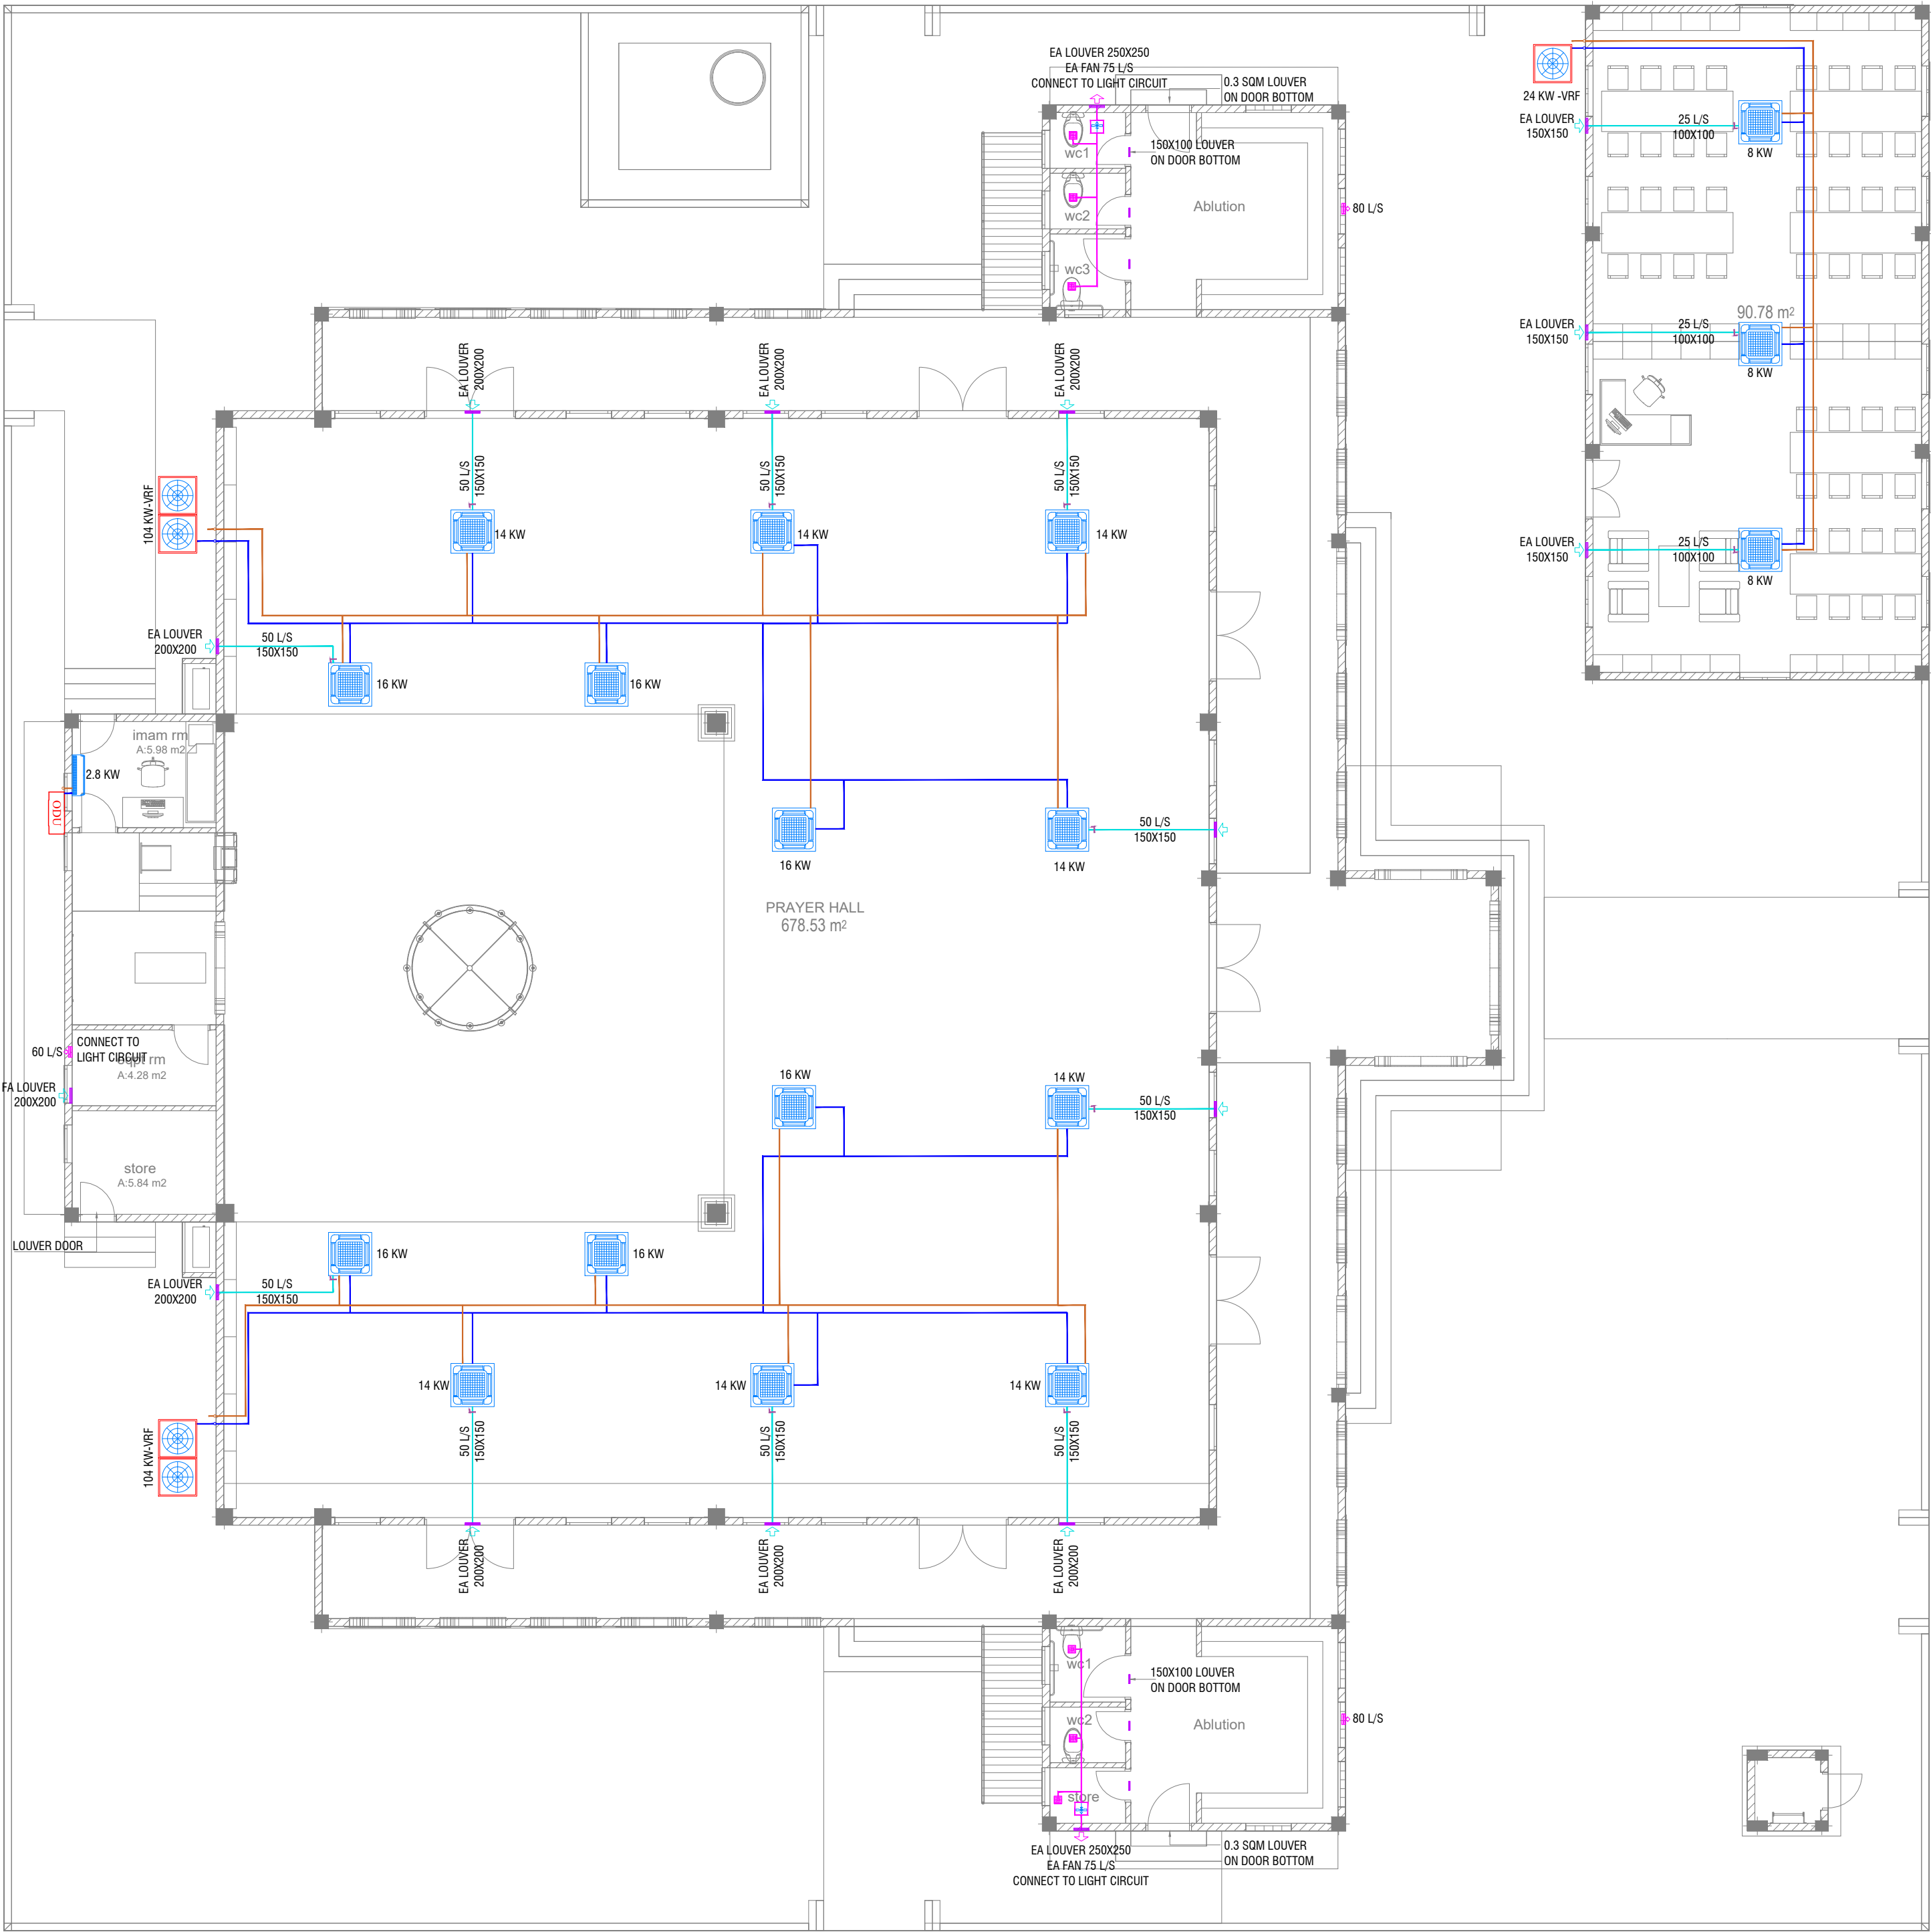 EA LOUVER 250X250
EA FAN 75 L/S
CONNECT TO LIGHT CIRCUIT
0.3 SQM LOUVER
ON DOOR BOTTOM
150X100 LOUVER
ON DOOR BOTTOM
wc1
wc2
wc3
Ablution
80 L/S
24 KW -VRF
EA LOUVER
150X150
25 L/S
100X100
8 KW
EA LOUVER
150X150
25 L/S
100X100
90.78 m2
8 KW
EA LOUVER
150X150
25 L/S
100X100
8 KW
EA LOUVER
200X200
EA LOUVER
200X200
EA LOUVER
200X200
50 L/S
150X150
50 L/S
150X150
50 L/S
150X150
104 KW-VRF
14 KW
14 KW
14 KW
EA LOUVER
200X200
50 L/S
150X150
16 KW
16 KW
imam rm
A:5.98 m2
2.8 KW
ODU
16 KW
14 KW
50 L/S
150X150
PRAYER HALL
678.53 m2
60 L/S
CONNECT TO
LIGHT CIRCUIT
rm
A:4.28 m2
FA LOUVER
200X200
16 KW
14 KW
50 L/S
150X150
store
A:5.84 m2
LOUVER DOOR
16 KW
16 KW
EA LOUVER
200X200
50 L/S
150X150
14 KW
14 KW
14 KW
104 KW-VRF
50 L/S
150X150
50 L/S
150X150
50 L/S
150X150
EA LOUVER
200X200
EA LOUVER
200X200
EA LOUVER
200X200
wc1
150X100 LOUVER
ON DOOR BOTTOM
wc2
Ablution
80 L/S
store
EA LOUVER 250X250
EA FAN 75 L/S
CONNECT TO LIGHT CIRCUIT
0.3 SQM LOUVER
ON DOOR BOTTOM